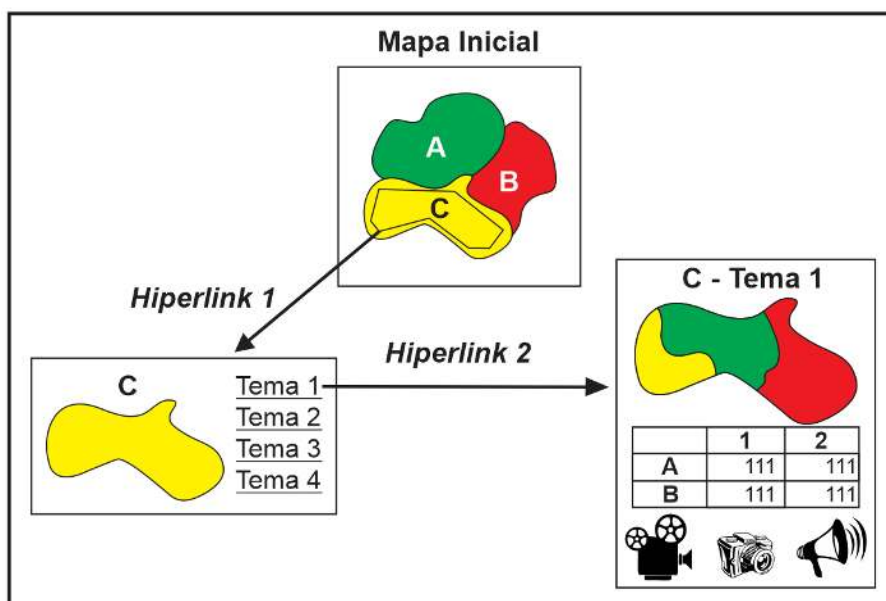 Mapa Inicial
A
B
C
Hiperlink 1
C
Tema 1
Tema 2
Tema 3
Tema 4
Hiperlink 2
C - Tema 1
1 2
A 111 111
B 111 111